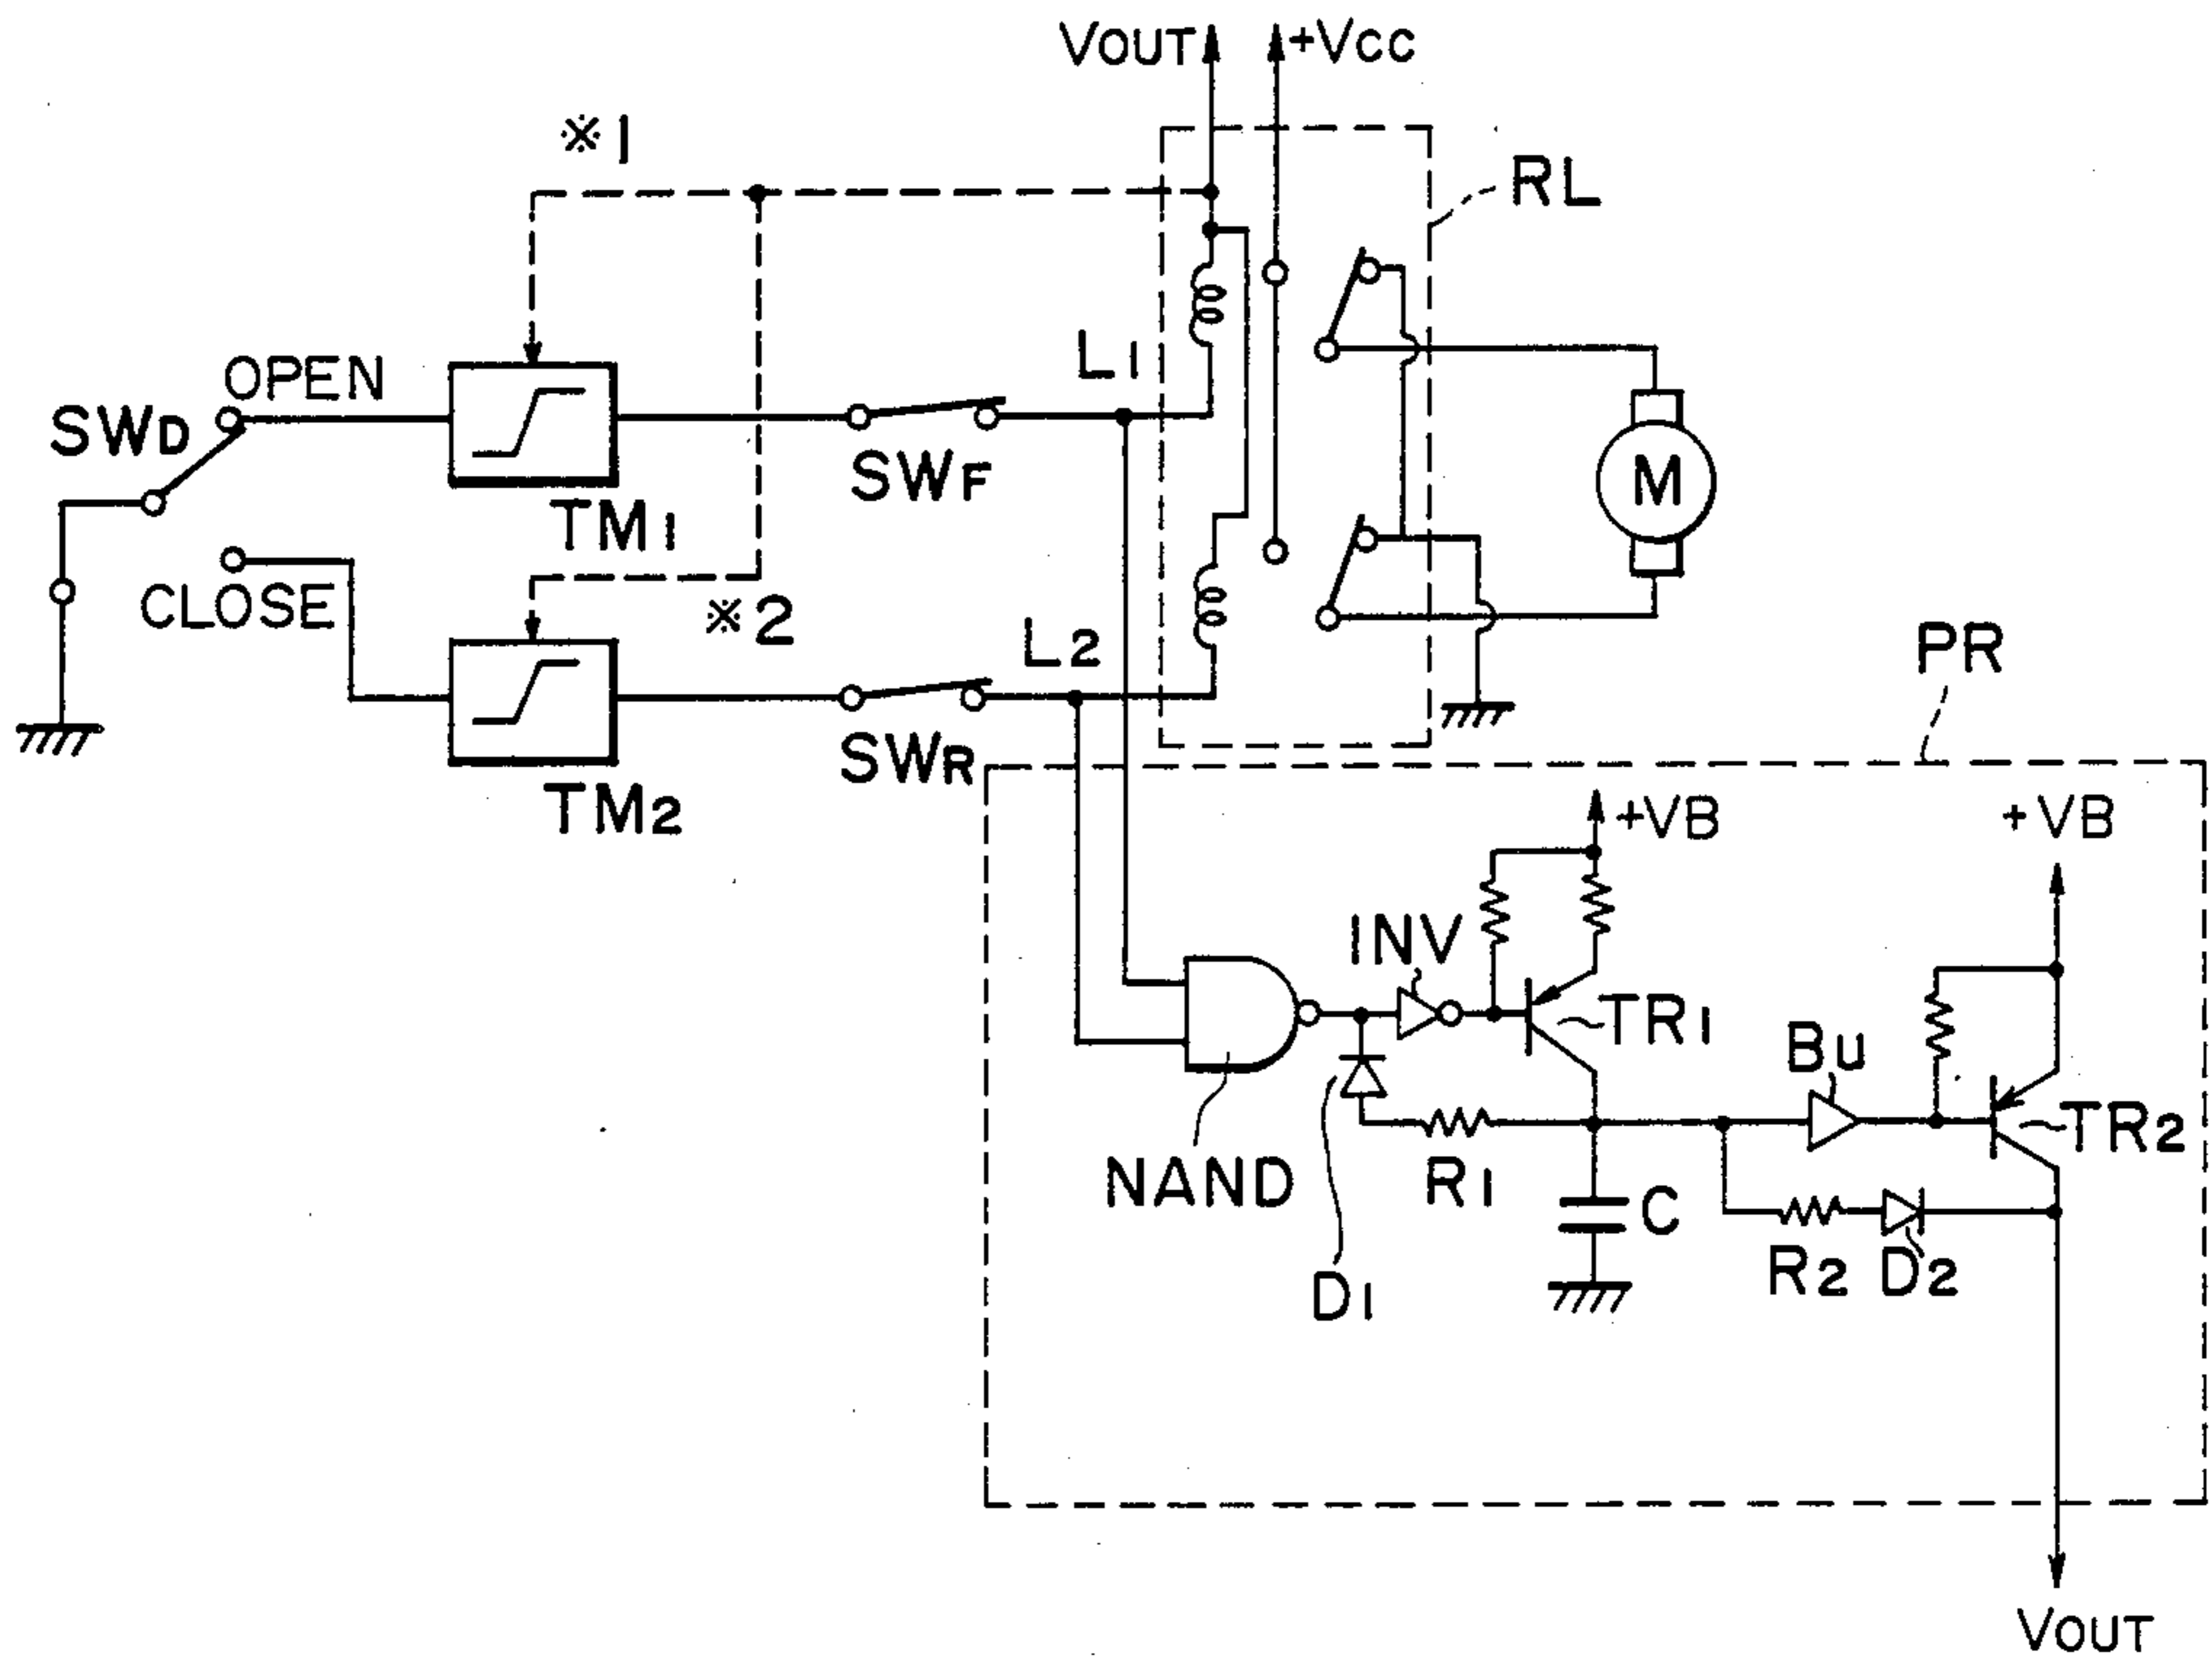 VOUT
+VCC
※1
RL
OPEN
L1
SWD
SWF
M
TM1
CLOSE
※2
L2
PR
SWR
TM2
+VB
+VB
INV
TR1
BU
TR2
NAND
R1
C
D1
R2
D2
VOUT